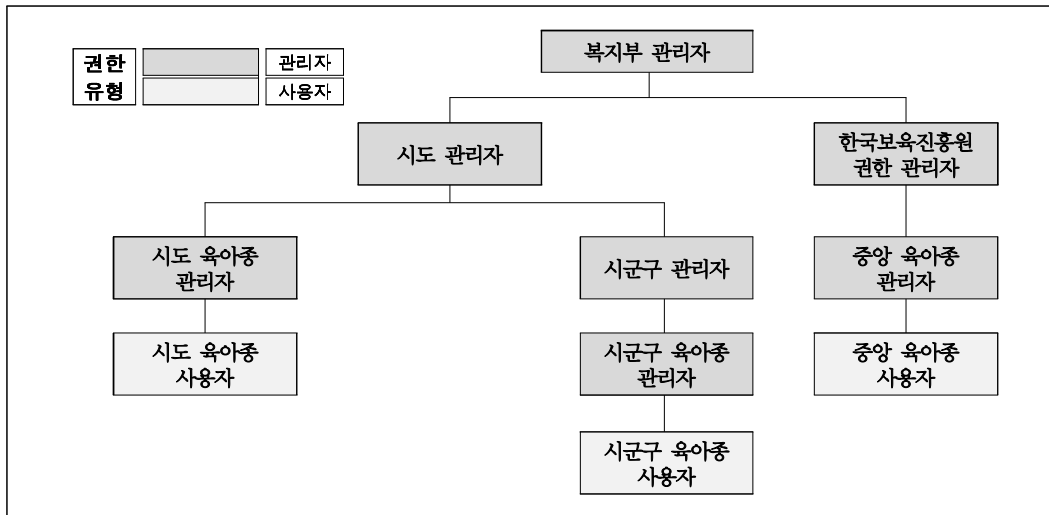 복지부 관리자
권한
유형
관리자
사용자
시도 관리자
한국보육진흥원
권한 관리자
시도 육아종
관리자
시군구 관리자
중앙 육아종
관리자
시도 육아종
사용자
시군구 육아종
관리자
중앙 육아종
사용자
시군구 육아종
사용자